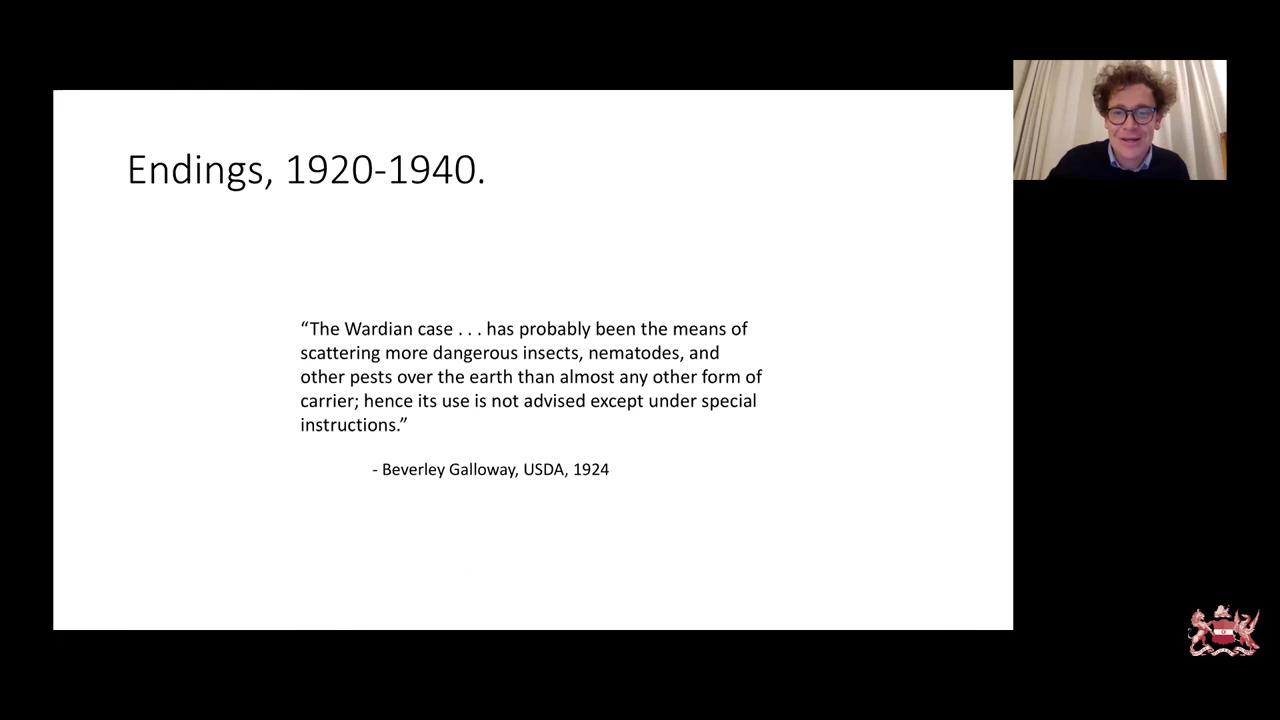 Endings, 1920-1940.
“The Wardian case . . . has probably been the means of
scattering more dangerous insects, nematodes, and
other pests over the earth than almost any other form of
carrier; hence its use is not advised except under special
instructions.”
- Beverley Galloway, USDA, 1924